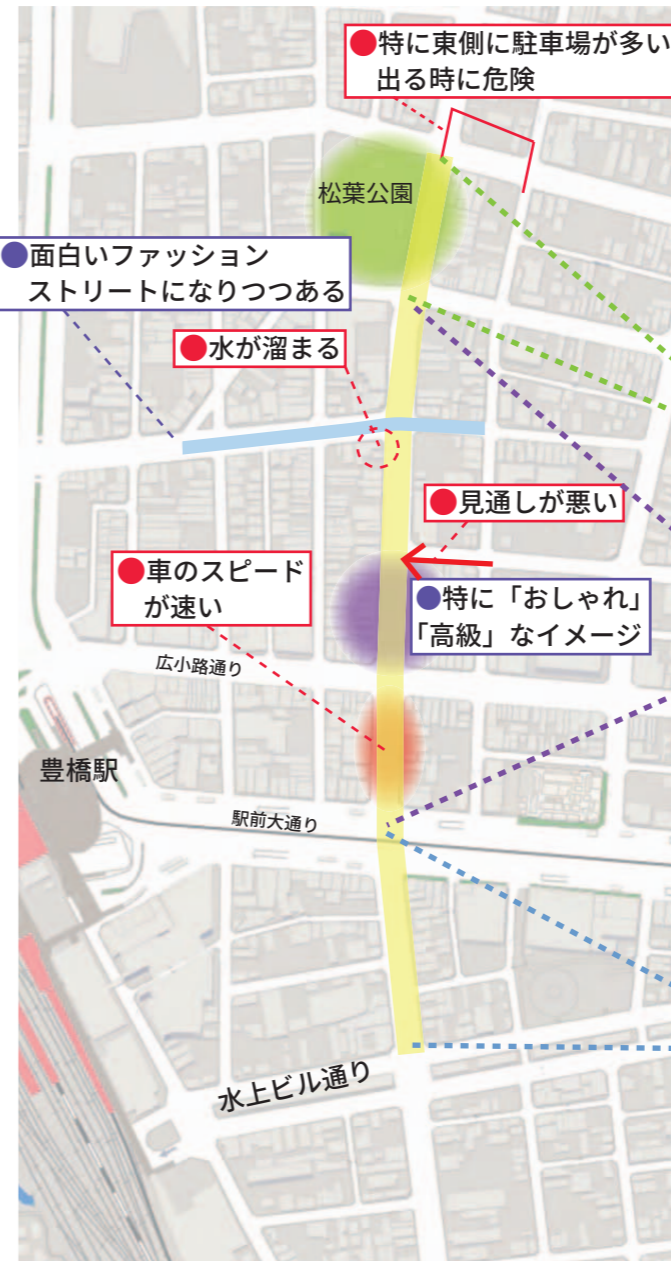 ●特に東側に駐車場が多い
出る時に危険
松葉公園
●面白いファッション
ストリートになりつつある
●水が溜まる
●見通しが悪い
●車のスピード
が速い
●特に「おしゃれ」
「高級」なイメージ
広小路通り
豊橋駅
駅前大通り
水上ビル通り